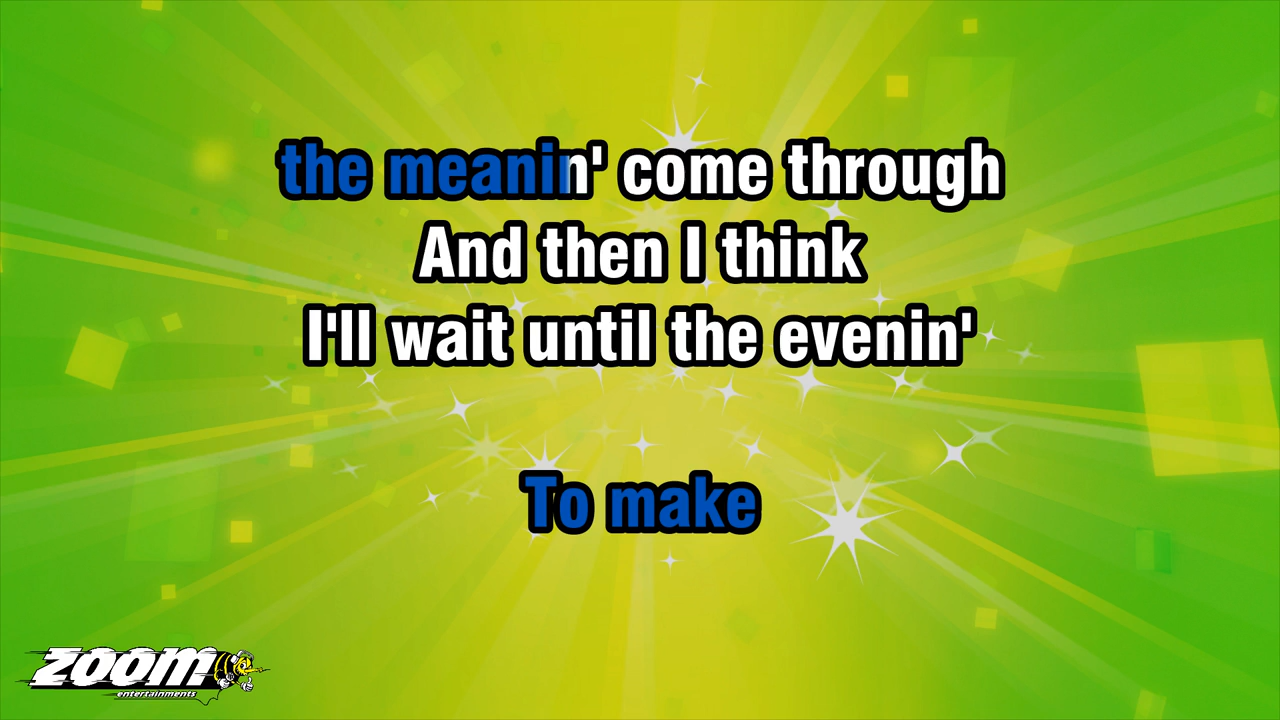 the meanin' come through
And then I think
I'll wait until the evenin'
To make
zoom
entertainments